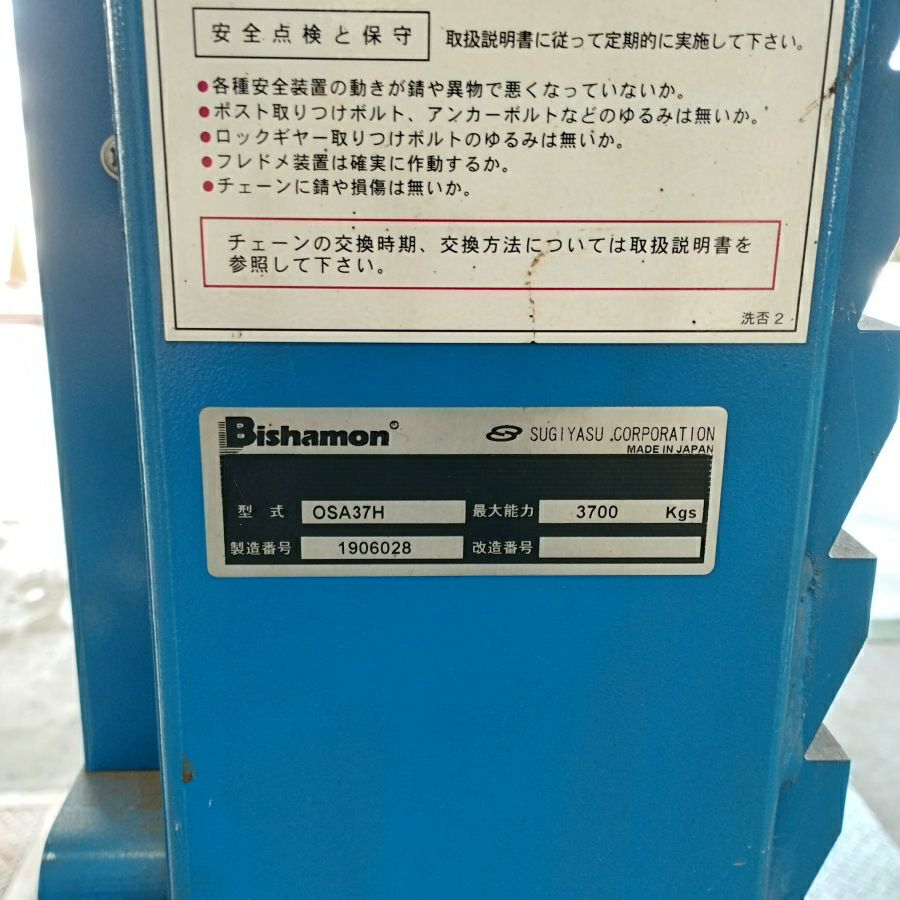 安全点検と保守 取扱説明書に従って定期的に実施して下さい。
●各種安全装置の動きが錆や異物で悪くなっていないか。
●ポスト取りつけボルト、アンカーボルトなどのゆるみは無いか。
●ロックギヤー取りつけボルトのゆるみは無いか。
●フレドメ装置は確実に作動するか。
●チェーンに錆や損傷は無いか。
チェーンの交換時期、交換方法については取扱説明書を
参照して下さい。
洗否2
Bishamon® SUGIYASU CORPORATION
MADE IN JAPAN
型式 OSA37H 最大能力 3700 Kgs
製造番号 1906028 改造番号